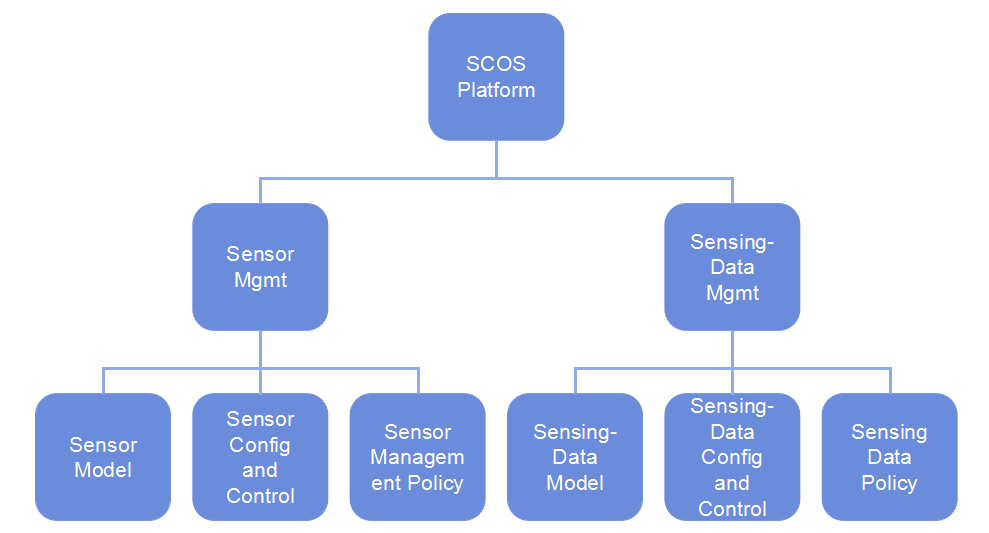 SCOS
Platform
Sensor
Mgmt
Sensing-
Data
Mgmt
Sensor
Model
Sensor
Config
and
Control
Sensor
Managem
ent Policy
Sensing-
Data
Model
Sensing-
Data
Config
and
Control
Sensing
Data
Policy